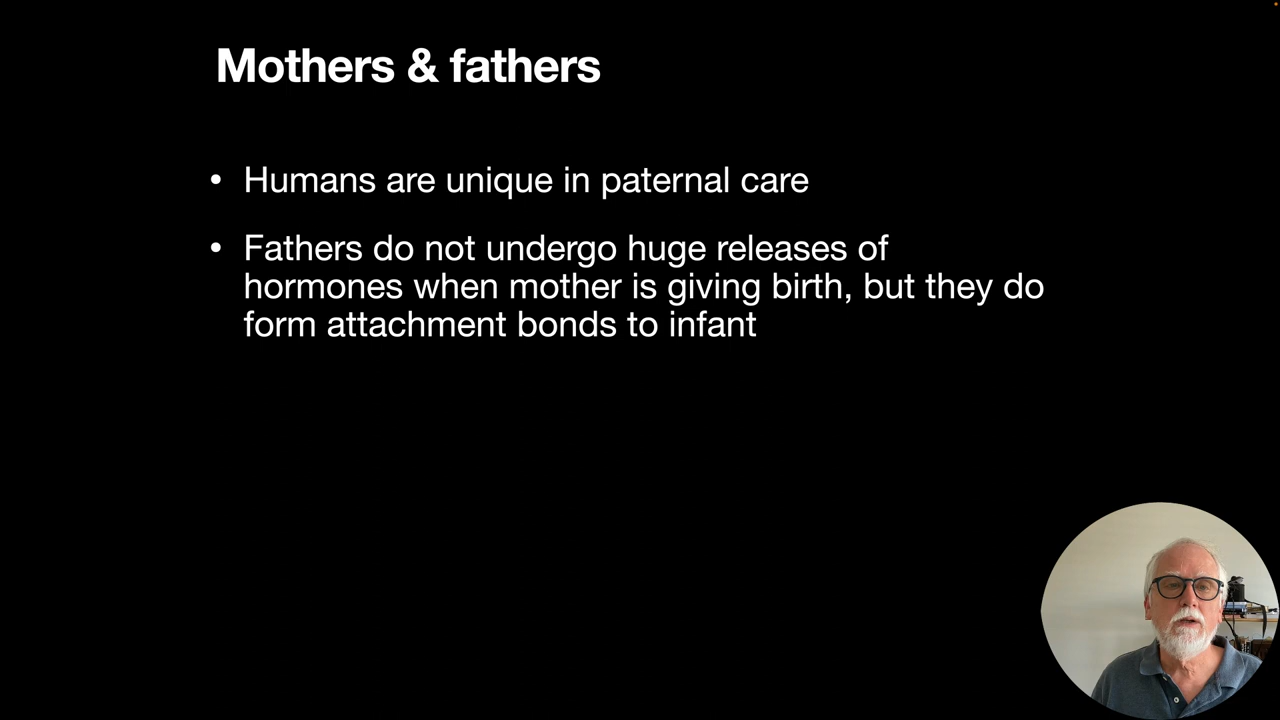 Mothers & fathers
• Humans are unique in paternal care
• Fathers do not undergo huge releases of
hormones when mother is giving birth, but they do
form attachment bonds to infant